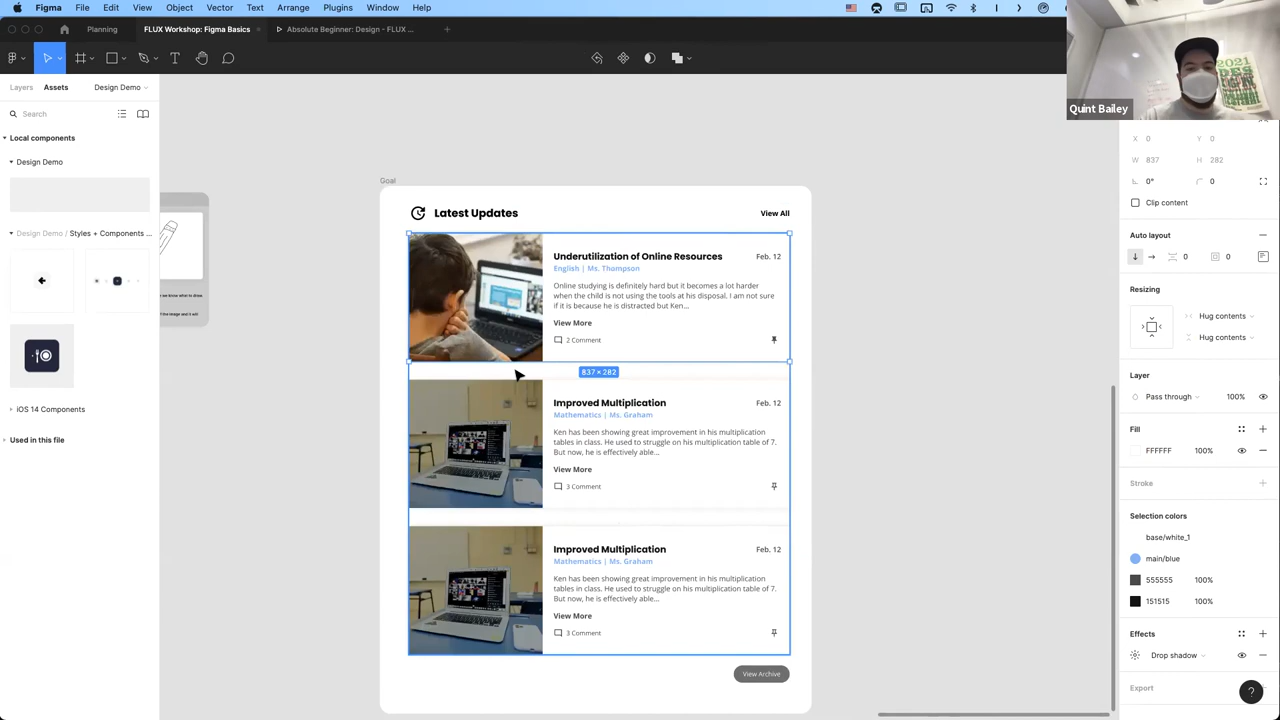 Figma File Edit View Object Vector Text Arrange Plugins Window Help
Planning FLUX Workshop: Figma Basics Absolute Beginner: Design - FLUX ...
Layers Assets Design Demo
Search
Local components
Design Demo
Design Demo / Styles + Components ...
iOS 14 Components
Used in this file
Goal
Latest Updates View All
Underutilization of Online Resources Feb. 12
English | Ms. Thompson
Online studying is definitely hard but it becomes a lot harder
when the child is not using the tools at his disposal. I am not sure
if it is because he is distracted but Ken...
View More
2 Comment
837 × 282
Improved Multiplication Feb. 12
Mathematics | Ms. Graham
Ken has been showing great improvement in his multiplication
tables in class. He used to struggle on his multiplication table of 7.
But now, he is effectively able...
View More
3 Comment
Improved Multiplication Feb. 12
Mathematics | Ms. Graham
Ken has been showing great improvement in his multiplication
tables in class. He used to struggle on his multiplication table of 7.
But now, he is effectively able...
View More
3 Comment
View Archive
2021
Quint Bailey
X 0 Y 0
W 837 H 282
0° 0
Clip content
Auto layout
0 0
Resizing
Hug contents
Hug contents
Layer
Pass through 100%
Fill
FFFFFF 100%
Stroke
Selection colors
base/white_1
main/blue
555555 100%
151515 100%
Effects
Drop shadow
Export
?